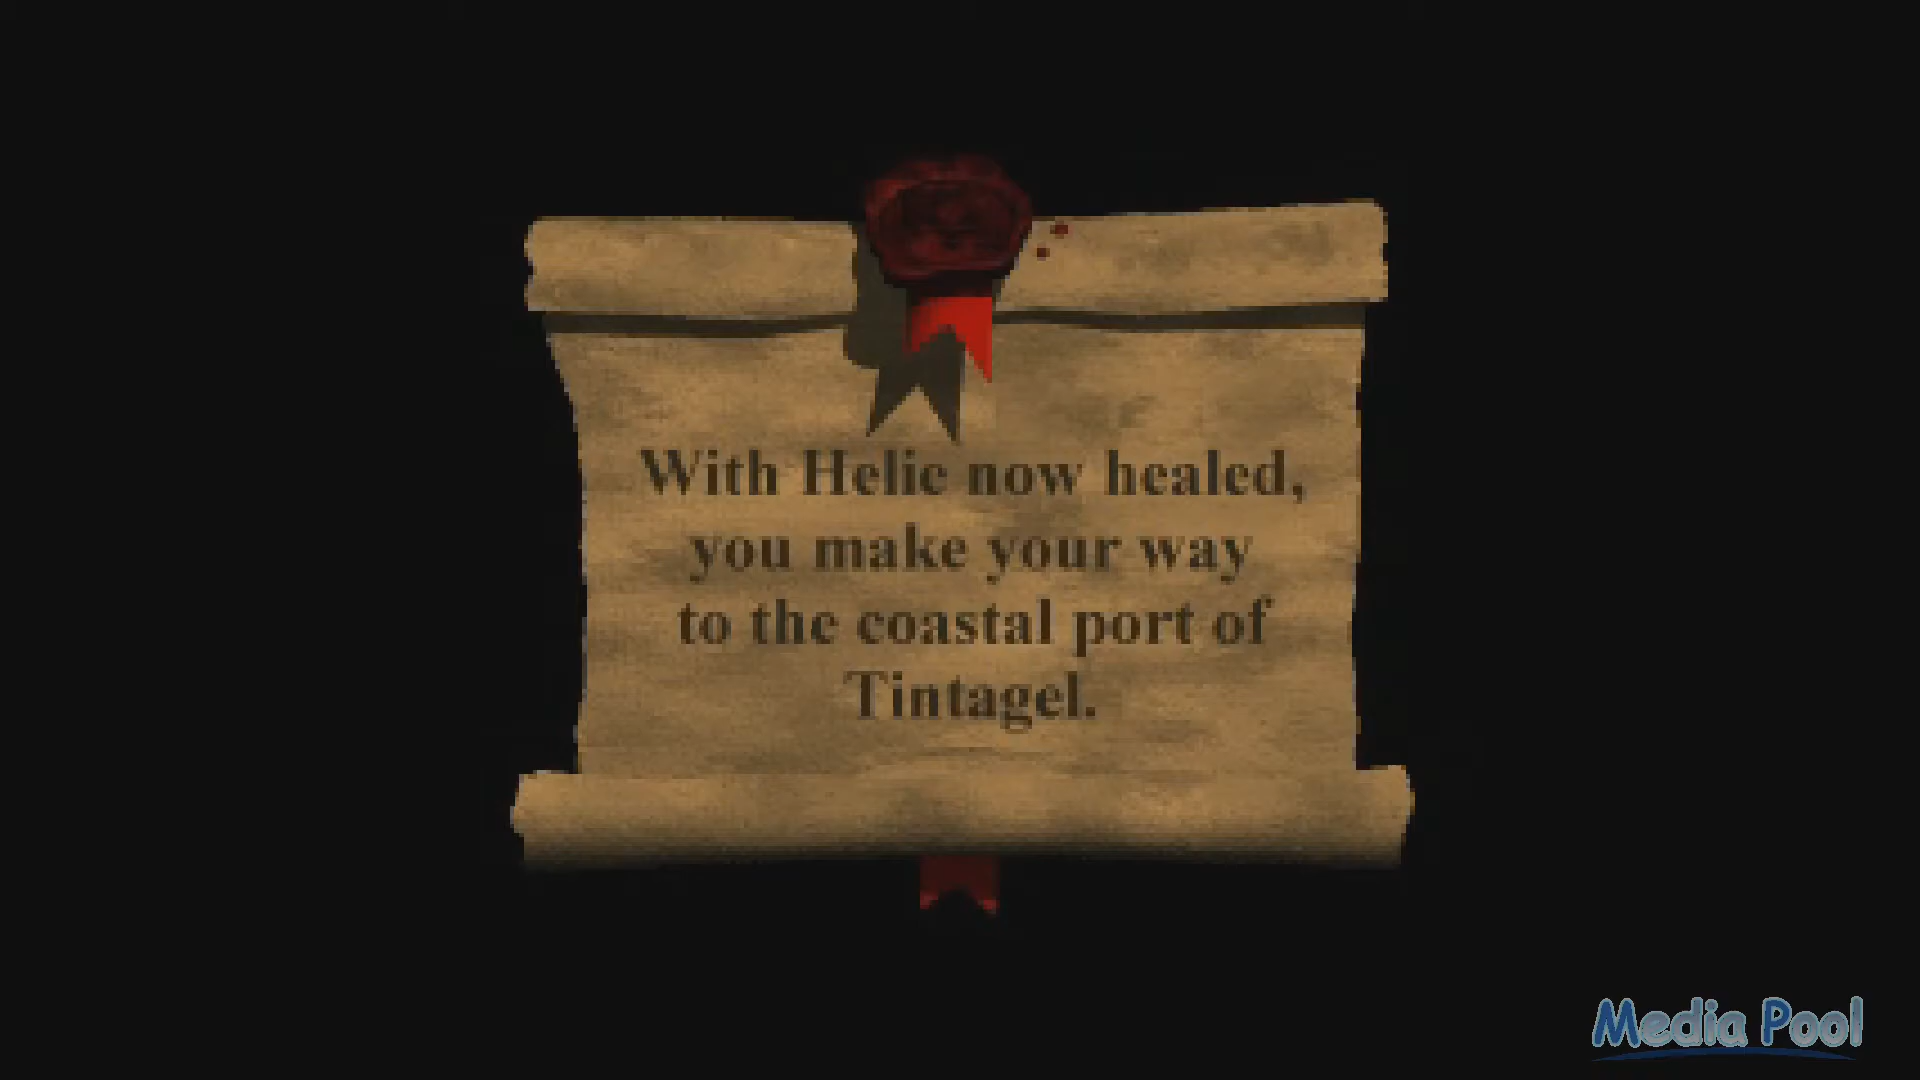 With Helie now healed,
you make your way
to the coastal port of
Tintagel.
Media Pool